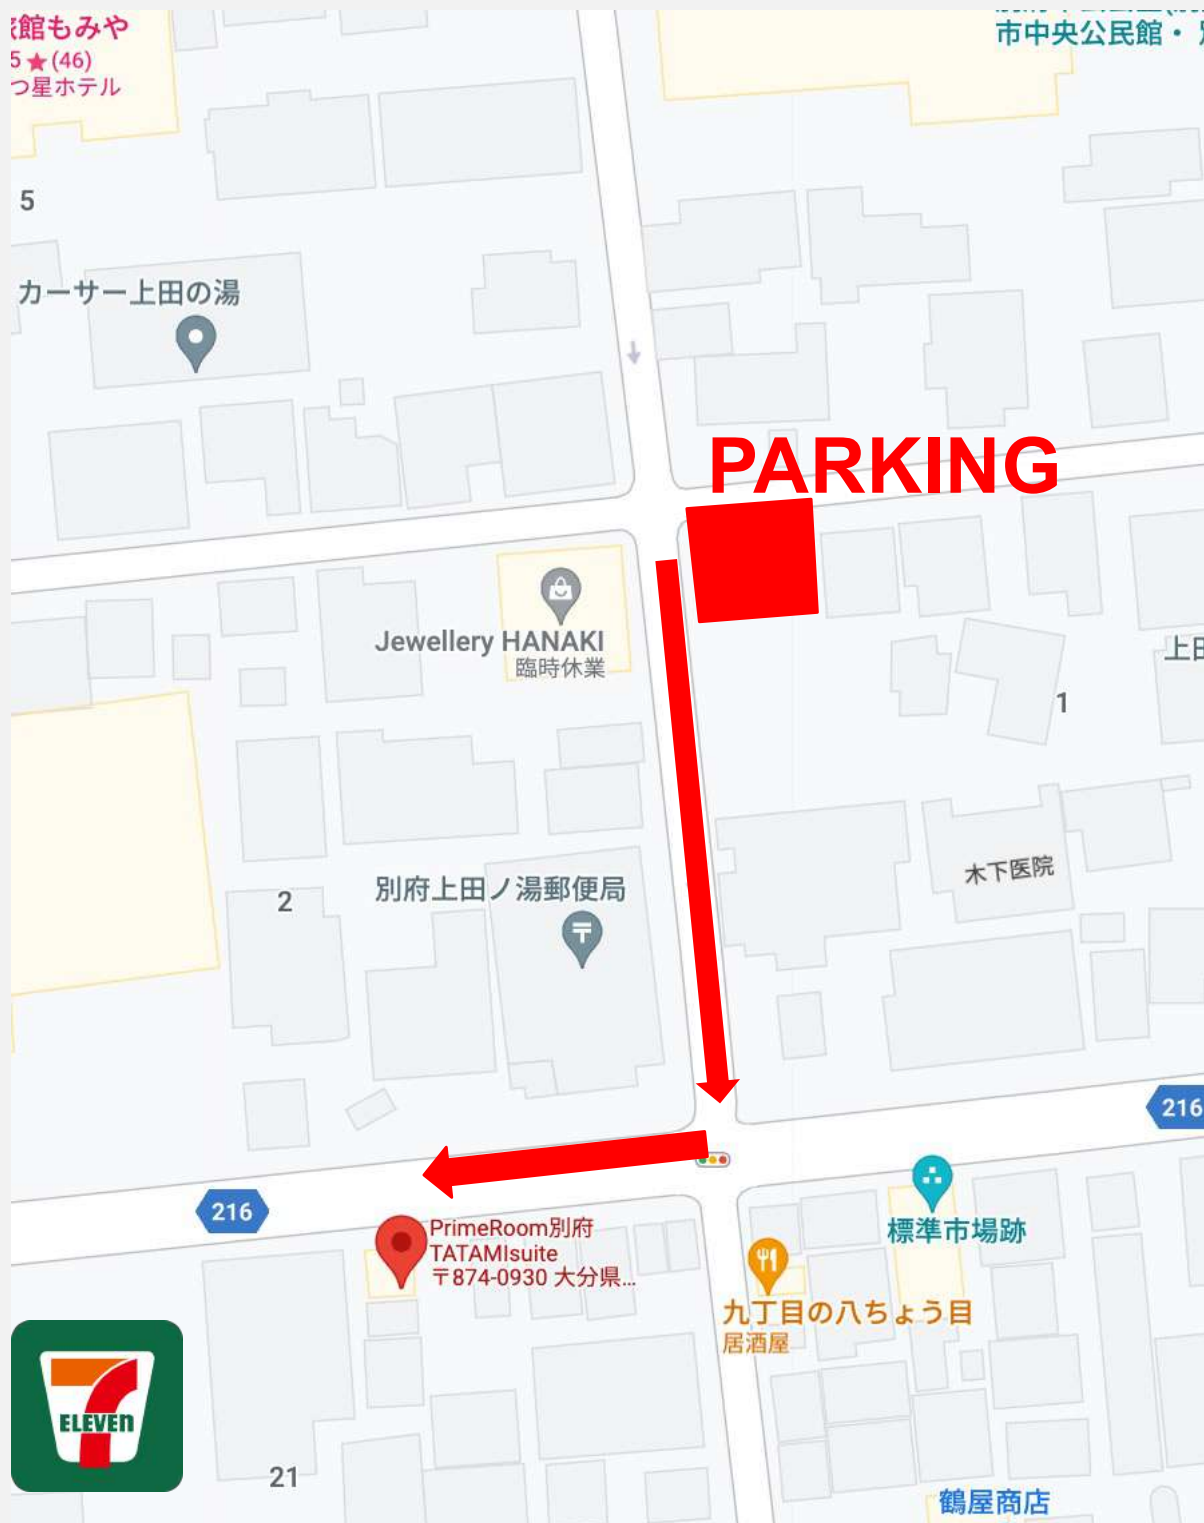 館もみや
5★(46)
つ星ホテル
市中央公民館・
5
カーサー上田の湯
PARKING
Jewellery HANAKI
臨時休業
上田
1
木下医院
別府上田ノ湯郵便局
2
216
216
PrimeRoom別府
TATAMIsuite
〒874-0930 大分県...
標準市場跡
九丁目の八ちょう目
居酒屋
7
ELEVEN
21
鶴屋商店